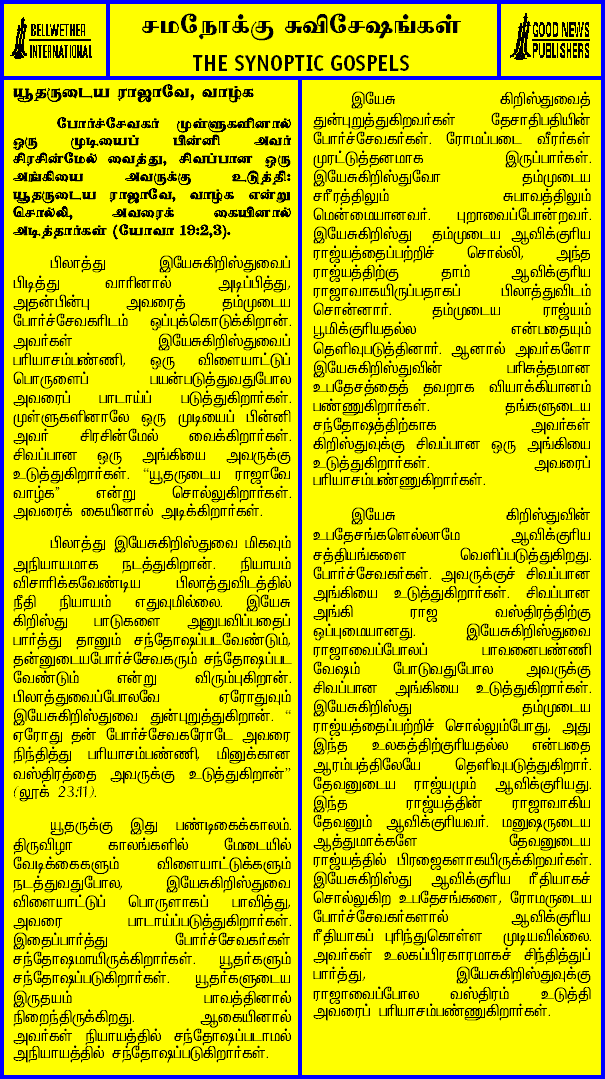 BELLWETHER
INTERNATIONAL
சமநோக்கு சுவிசேஷங்கள்
THE SYNOPTIC GOSPELS
GOOD NEWS
PUBLISHERS
யூதருடைய ராஜாவே, வாழ்க
போர்ச்சேவகர் முள்ளுகளினால்
ஒரு முடியைப் பின்னி அவர்
சிரசின்மேல் வைத்து, சிவப்பான ஒரு
அங்கியை அவருக்கு உடுத்தி:
யூதருடைய ராஜாவே, வாழ்க என்று
சொல்லி, அவரைக் கையினால்
அடித்தார்கள் (யோவா 19:2,3).
பிலாத்து இயேசுகிறிஸ்துவைப்
பிடித்து வாரினால் அடிப்பித்து,
அதன்பின்பு அவரைத் தம்முடைய
போர்ச்சேவகரிடம் ஒப்புக்கொடுக்கிறான்.
அவர்கள் இயேசுகிறிஸ்துவைப்
பரியாசம்பண்ணி, ஒரு விளையாட்டுப்
பொருளைப் பயன்படுத்துவதுபோல
அவரைப் பாடாய்ப் படுத்துகிறார்கள்.
முள்ளுகளினாலே ஒரு முடியைப் பின்னி
அவர் சிரசின்மேல் வைக்கிறார்கள்.
சிவப்பான ஒரு அங்கியை அவருக்கு
உடுத்துகிறார்கள். “யூதருடைய ராஜாவே
வாழ்க” என்று சொல்லுகிறார்கள்.
அவரைக் கையினால் அடிக்கிறார்கள்.
பிலாத்து இயேசுகிறிஸ்துவை மிகவும்
அநியாயமாக நடத்துகிறான். நியாயம்
விசாரிக்கவேண்டிய பிலாத்துவிடத்தில்
நீதி நியாயம் எதுவுமில்லை. இயேசு
கிறிஸ்து பாடுகளை அனுபவிப்பதைப்
பார்த்து தானும் சந்தோஷப்படவேண்டும்,
தன்னுடையபோர்ச்சேவகரும் சந்தோஷப்பட
வேண்டும் என்று விரும்புகிறான்.
பிலாத்துவைப்போலவே ஏரோதுவும்
இயேசுகிறிஸ்துவை துன்புறுத்துகிறான். “
ஏரோது தன் போர்ச்சேவகரோடே அவரை
நிந்தித்து பரியாசம்பண்ணி, மினுக்கான
வஸ்திரத்தை அவருக்கு உடுத்துகிறான்”
(லூக் 23:11).
யூதருக்கு இது பண்டிகைக்காலம்.
திருவிழா காலங்களில் மேடையில்
வேடிக்கைகளும் விளையாட்டுக்களும்
நடத்துவதுபோல, இயேசுகிறிஸ்துவை
விளையாட்டுப் பொருளாகப் பாவித்து,
அவரை பாடாய்ப்படுத்துகிறார்கள்.
இதைப்பார்த்து போர்ச்சேவகர்கள்
சந்தோஷமாயிருக்கிறார்கள். யூதர்களும்
சந்தோஷப்படுகிறார்கள். யூதர்களுடைய
இருதயம் பாவத்தினால்
நிறைந்திருக்கிறது. ஆகையினால்
அவர்கள் நியாயத்தில் சந்தோஷப்படாமல்
அநியாயத்தில் சந்தோஷப்படுகிறார்கள்.
இயேசு கிறிஸ்துவைத்
துன்புறுத்துகிறவர்கள் தேசாதிபதியின்
போர்ச்சேவகர்கள். ரோமப்படை வீரர்கள்
முரட்டுத்தனமாக இருப்பார்கள்.
இயேசுகிறிஸ்துவோ தம்முடைய
சரீரத்திலும் சுபாவத்திலும்
மென்மையானவர். புறாவைப்போன்றவர்.
இயேசுகிறிஸ்து தம்முடைய ஆவிக்குரிய
ராஜ்யத்தைப்பற்றிச் சொல்லி, அந்த
ராஜ்யத்திற்கு தாம் ஆவிக்குரிய
ராஜாவாகயிருப்பதாகப் பிலாத்துவிடம்
சொன்னார். தம்முடைய ராஜ்யம்
பூமிக்குரியதல்ல என்பதையும்
தெளிவுபடுத்தினார். ஆனால் அவர்களோ
இயேசுகிறிஸ்துவின் பரிசுத்தமான
உபதேசத்தைத் தவறாக வியாக்கியானம்
பண்ணுகிறார்கள். தங்களுடைய
சந்தோஷத்திற்காக அவர்கள்
கிறிஸ்துவுக்கு சிவப்பான ஒரு அங்கியை
உடுத்துகிறார்கள். அவரைப்
பரியாசம்பண்ணுகிறார்கள்.
இயேசு கிறிஸ்துவின்
உபதேசங்களெல்லாமே ஆவிக்குரிய
சத்தியங்களை வெளிப்படுத்துகிறது.
போர்ச்சேவகர்கள். அவருக்குச் சிவப்பான
அங்கியை உடுத்துகிறார்கள். சிவப்பான
அங்கி ராஜ வஸ்திரத்திற்கு
ஒப்புமையானது. இயேசுகிறிஸ்துவை
ராஜாவைப்போலப் பாவனைபண்ணி
வேஷம் போடுவதுபோல அவருக்கு
சிவப்பான அங்கியை உடுத்துகிறார்கள்.
இயேசுகிறிஸ்து தம்முடைய
ராஜ்யத்தைப்பற்றிச் சொல்லும்போது, அது
இந்த உலகத்திற்குரியதல்ல என்பதை
ஆரம்பத்திலேயே தெளிவுபடுத்துகிறார்.
தேவனுடைய ராஜ்யமும் ஆவிக்குரியது.
இந்த ராஜ்யத்தின் ராஜாவாகிய
தேவனும் ஆவிக்குரியவர். மனுஷருடைய
ஆத்துமாக்களே தேவனுடைய
ராஜ்யத்தில் பிரஜைகளாகயிருக்கிறவர்கள்.
இயேசுகிறிஸ்து ஆவிக்குரிய ரீதியாகச்
சொல்லுகிற உபதேசங்களை, ரோமருடைய
போர்ச்சேவகர்களால் ஆவிக்குரிய
ரீதியாகப் புரிந்துகொள்ள முடியவில்லை.
அவர்கள் உலகப்பிரகாரமாகச் சிந்தித்துப்
பார்த்து, இயேசுகிறிஸ்துவுக்கு
ராஜாவைப்போல வஸ்திரம் உடுத்தி
அவரைப் பரியாசம்பண்ணுகிறார்கள்.